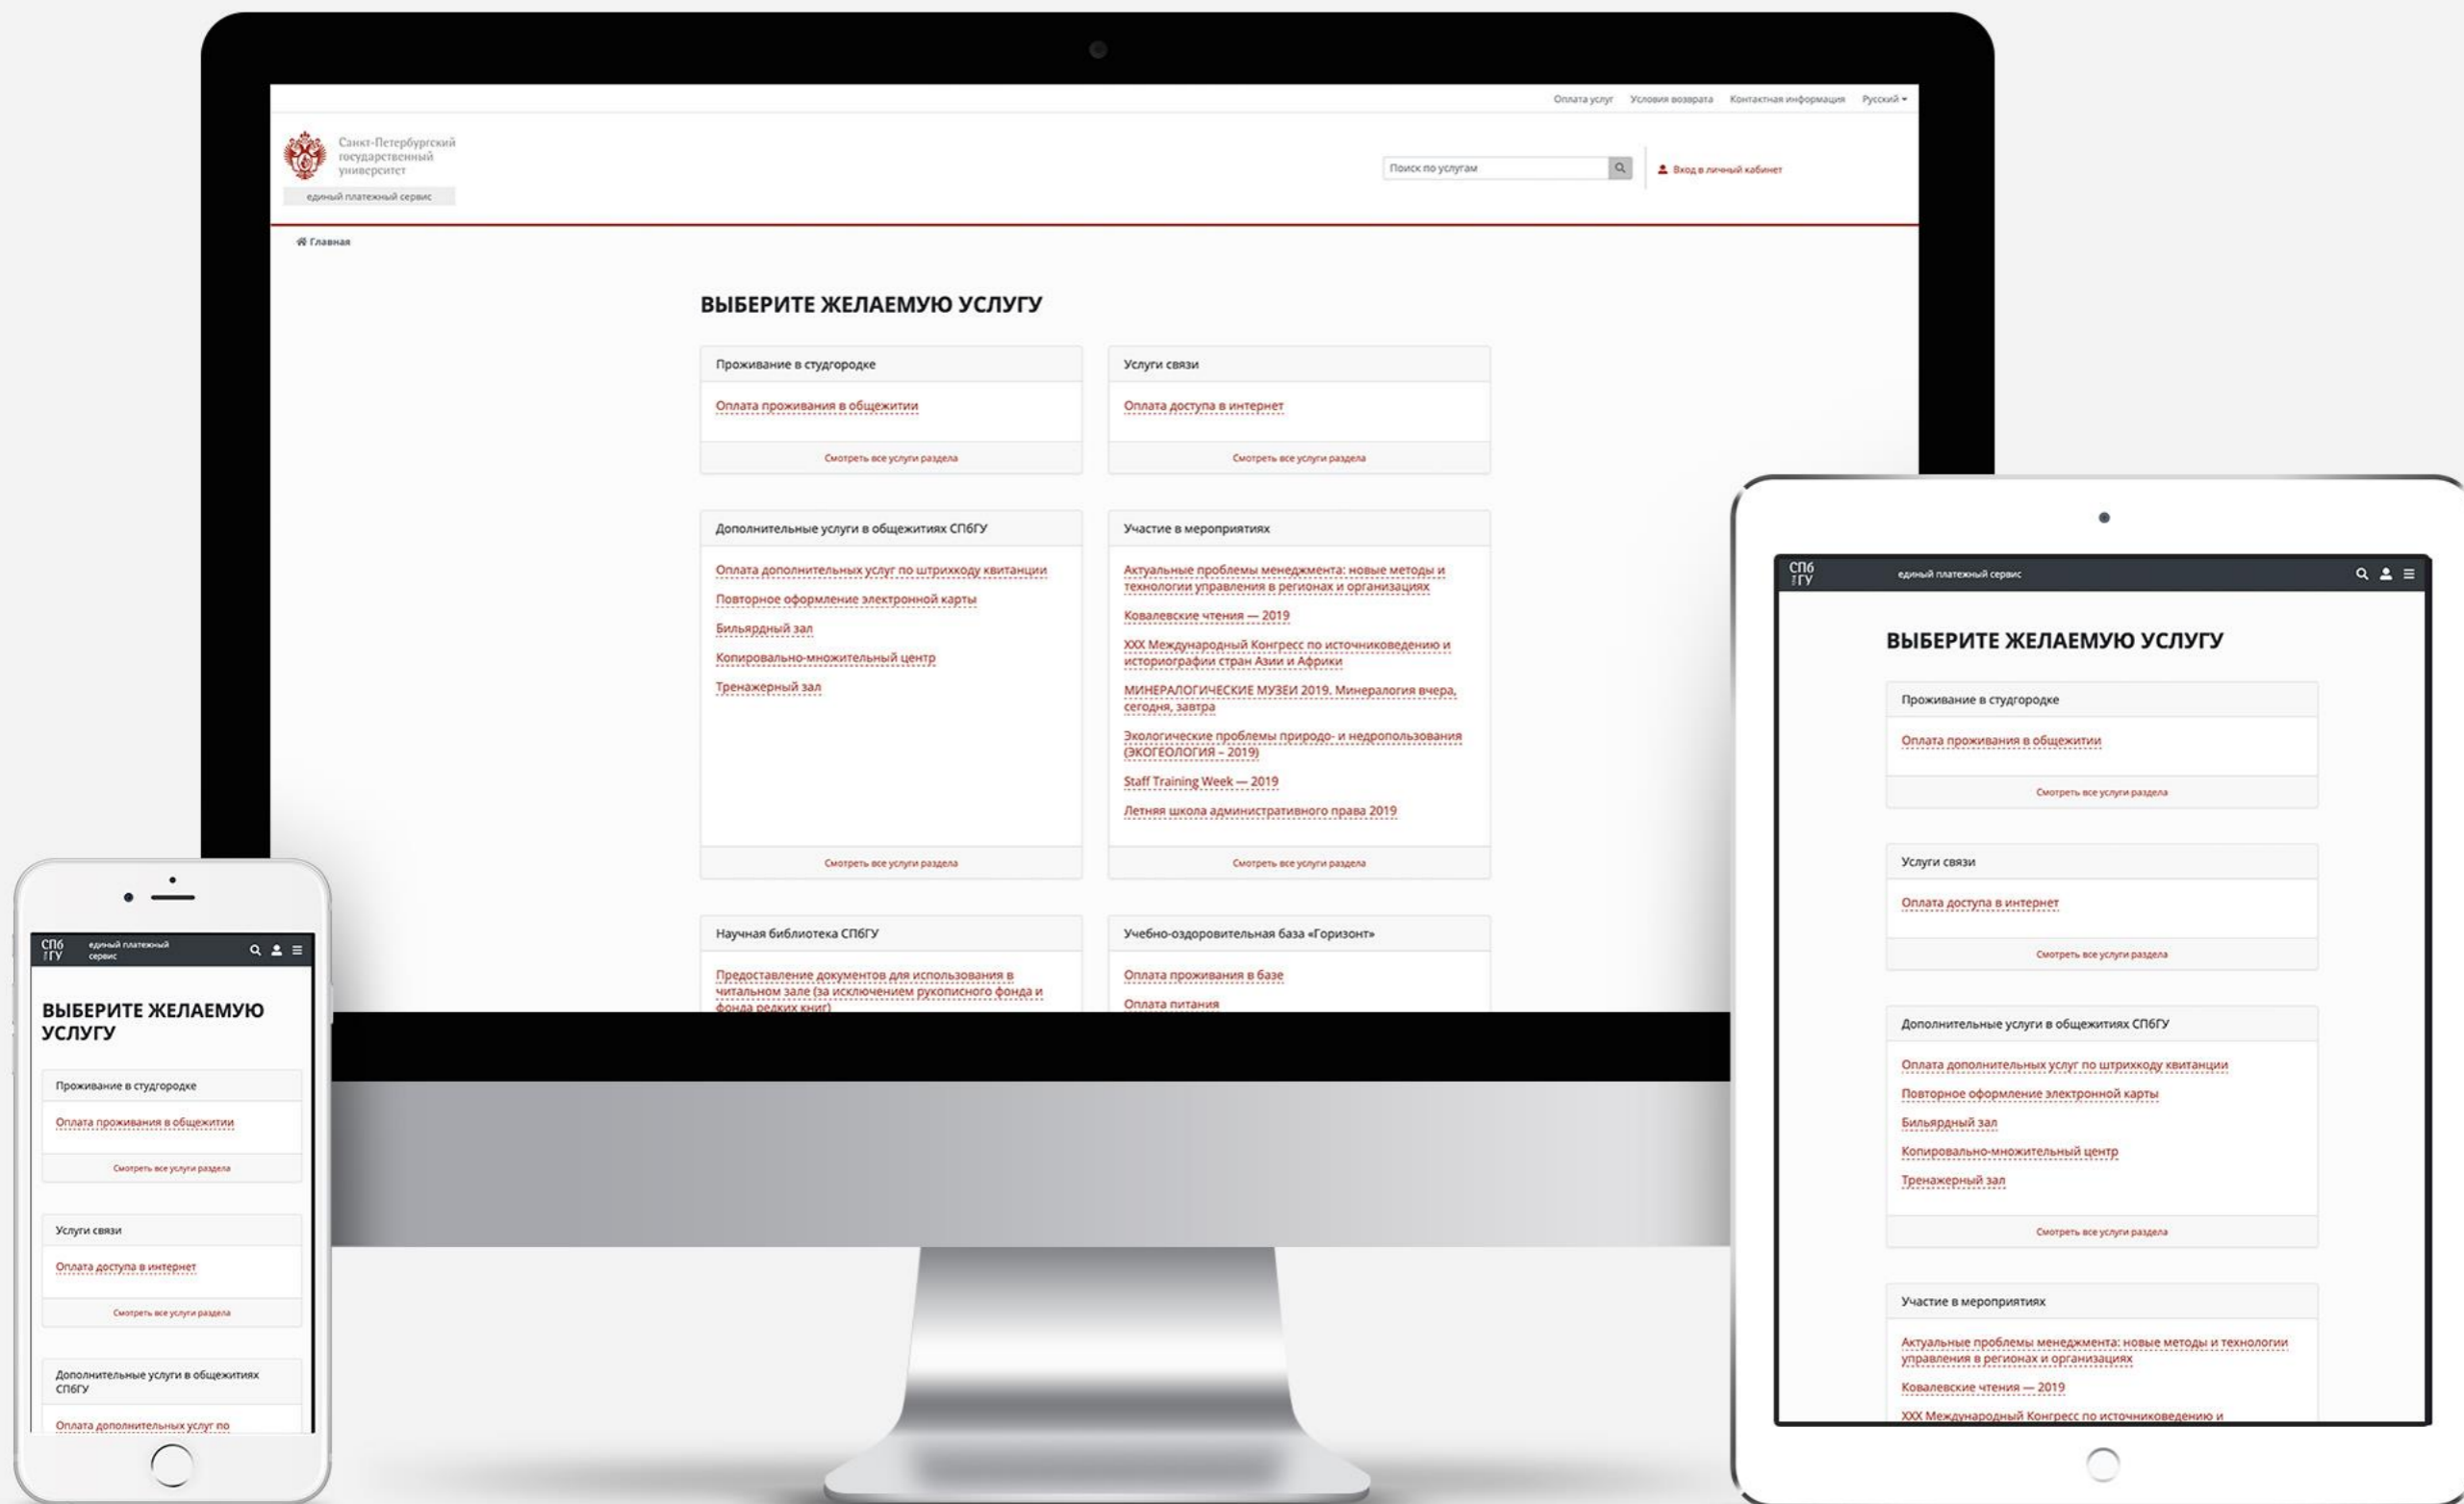 Оплата услуг Условия возврата Контактная информация Русский
Санкт-Петербургский
государственный
университет
единый платежный сервис
Поиск по услугам
Вход в личный кабинет
Главная
ВЫБЕРИТЕ ЖЕЛАЕМУЮ УСЛУГУ
Проживание в студгородке
Оплата проживания в общежитии
Смотреть все услуги раздела
Услуги связи
Оплата доступа в интернет
Смотреть все услуги раздела
Дополнительные услуги в общежитиях СПбГУ
Оплата дополнительных услуг по штрихкоду квитанции
Повторное оформление электронной карты
Бильярдный зал
Копировально-множительный центр
Тренажерный зал
Смотреть все услуги раздела
Участие в мероприятиях
Актуальные проблемы менеджмента: новые методы и
технологии управления в регионах и организациях
Ковалевские чтения — 2019
XXX Международный Конгресс по источниковедению и
историографии стран Азии и Африки
МИНЕРАЛОГИЧЕСКИЕ МУЗЕИ 2019. Минералогия вчера,
сегодня, завтра
Экологические проблемы природо- и недропользования
(ЭКОГЕОЛОГИЯ – 2019)
Staff Training Week — 2019
Летняя школа административного права 2019
Смотреть все услуги раздела
Научная библиотека СПбГУ
Предоставление документов для использования в
читальном зале (за исключением рукописного фонда и
фонда редких книг)
Учебно-оздоровительная база «Горизонт»
Оплата проживания в базе
Оплата питания
СПб
ГУ
единый платежный
сервис
ВЫБЕРИТЕ ЖЕЛАЕМУЮ
УСЛУГУ
Проживание в студгородке
Оплата проживания в общежитии
Смотреть все услуги раздела
Услуги связи
Оплата доступа в интернет
Смотреть все услуги раздела
Дополнительные услуги в общежитиях
СПбГУ
Оплата дополнительных услуг по
СПб
ГУ
единый платежный сервис
ВЫБЕРИТЕ ЖЕЛАЕМУЮ УСЛУГУ
Проживание в студгородке
Оплата проживания в общежитии
Смотреть все услуги раздела
Услуги связи
Оплата доступа в интернет
Смотреть все услуги раздела
Дополнительные услуги в общежитиях СПбГУ
Оплата дополнительных услуг по штрихкоду квитанции
Повторное оформление электронной карты
Бильярдный зал
Копировально-множительный центр
Тренажерный зал
Смотреть все услуги раздела
Участие в мероприятиях
Актуальные проблемы менеджмента: новые методы и технологии
управления в регионах и организациях
Ковалевские чтения — 2019
XXX Международный Конгресс по источниковедению и